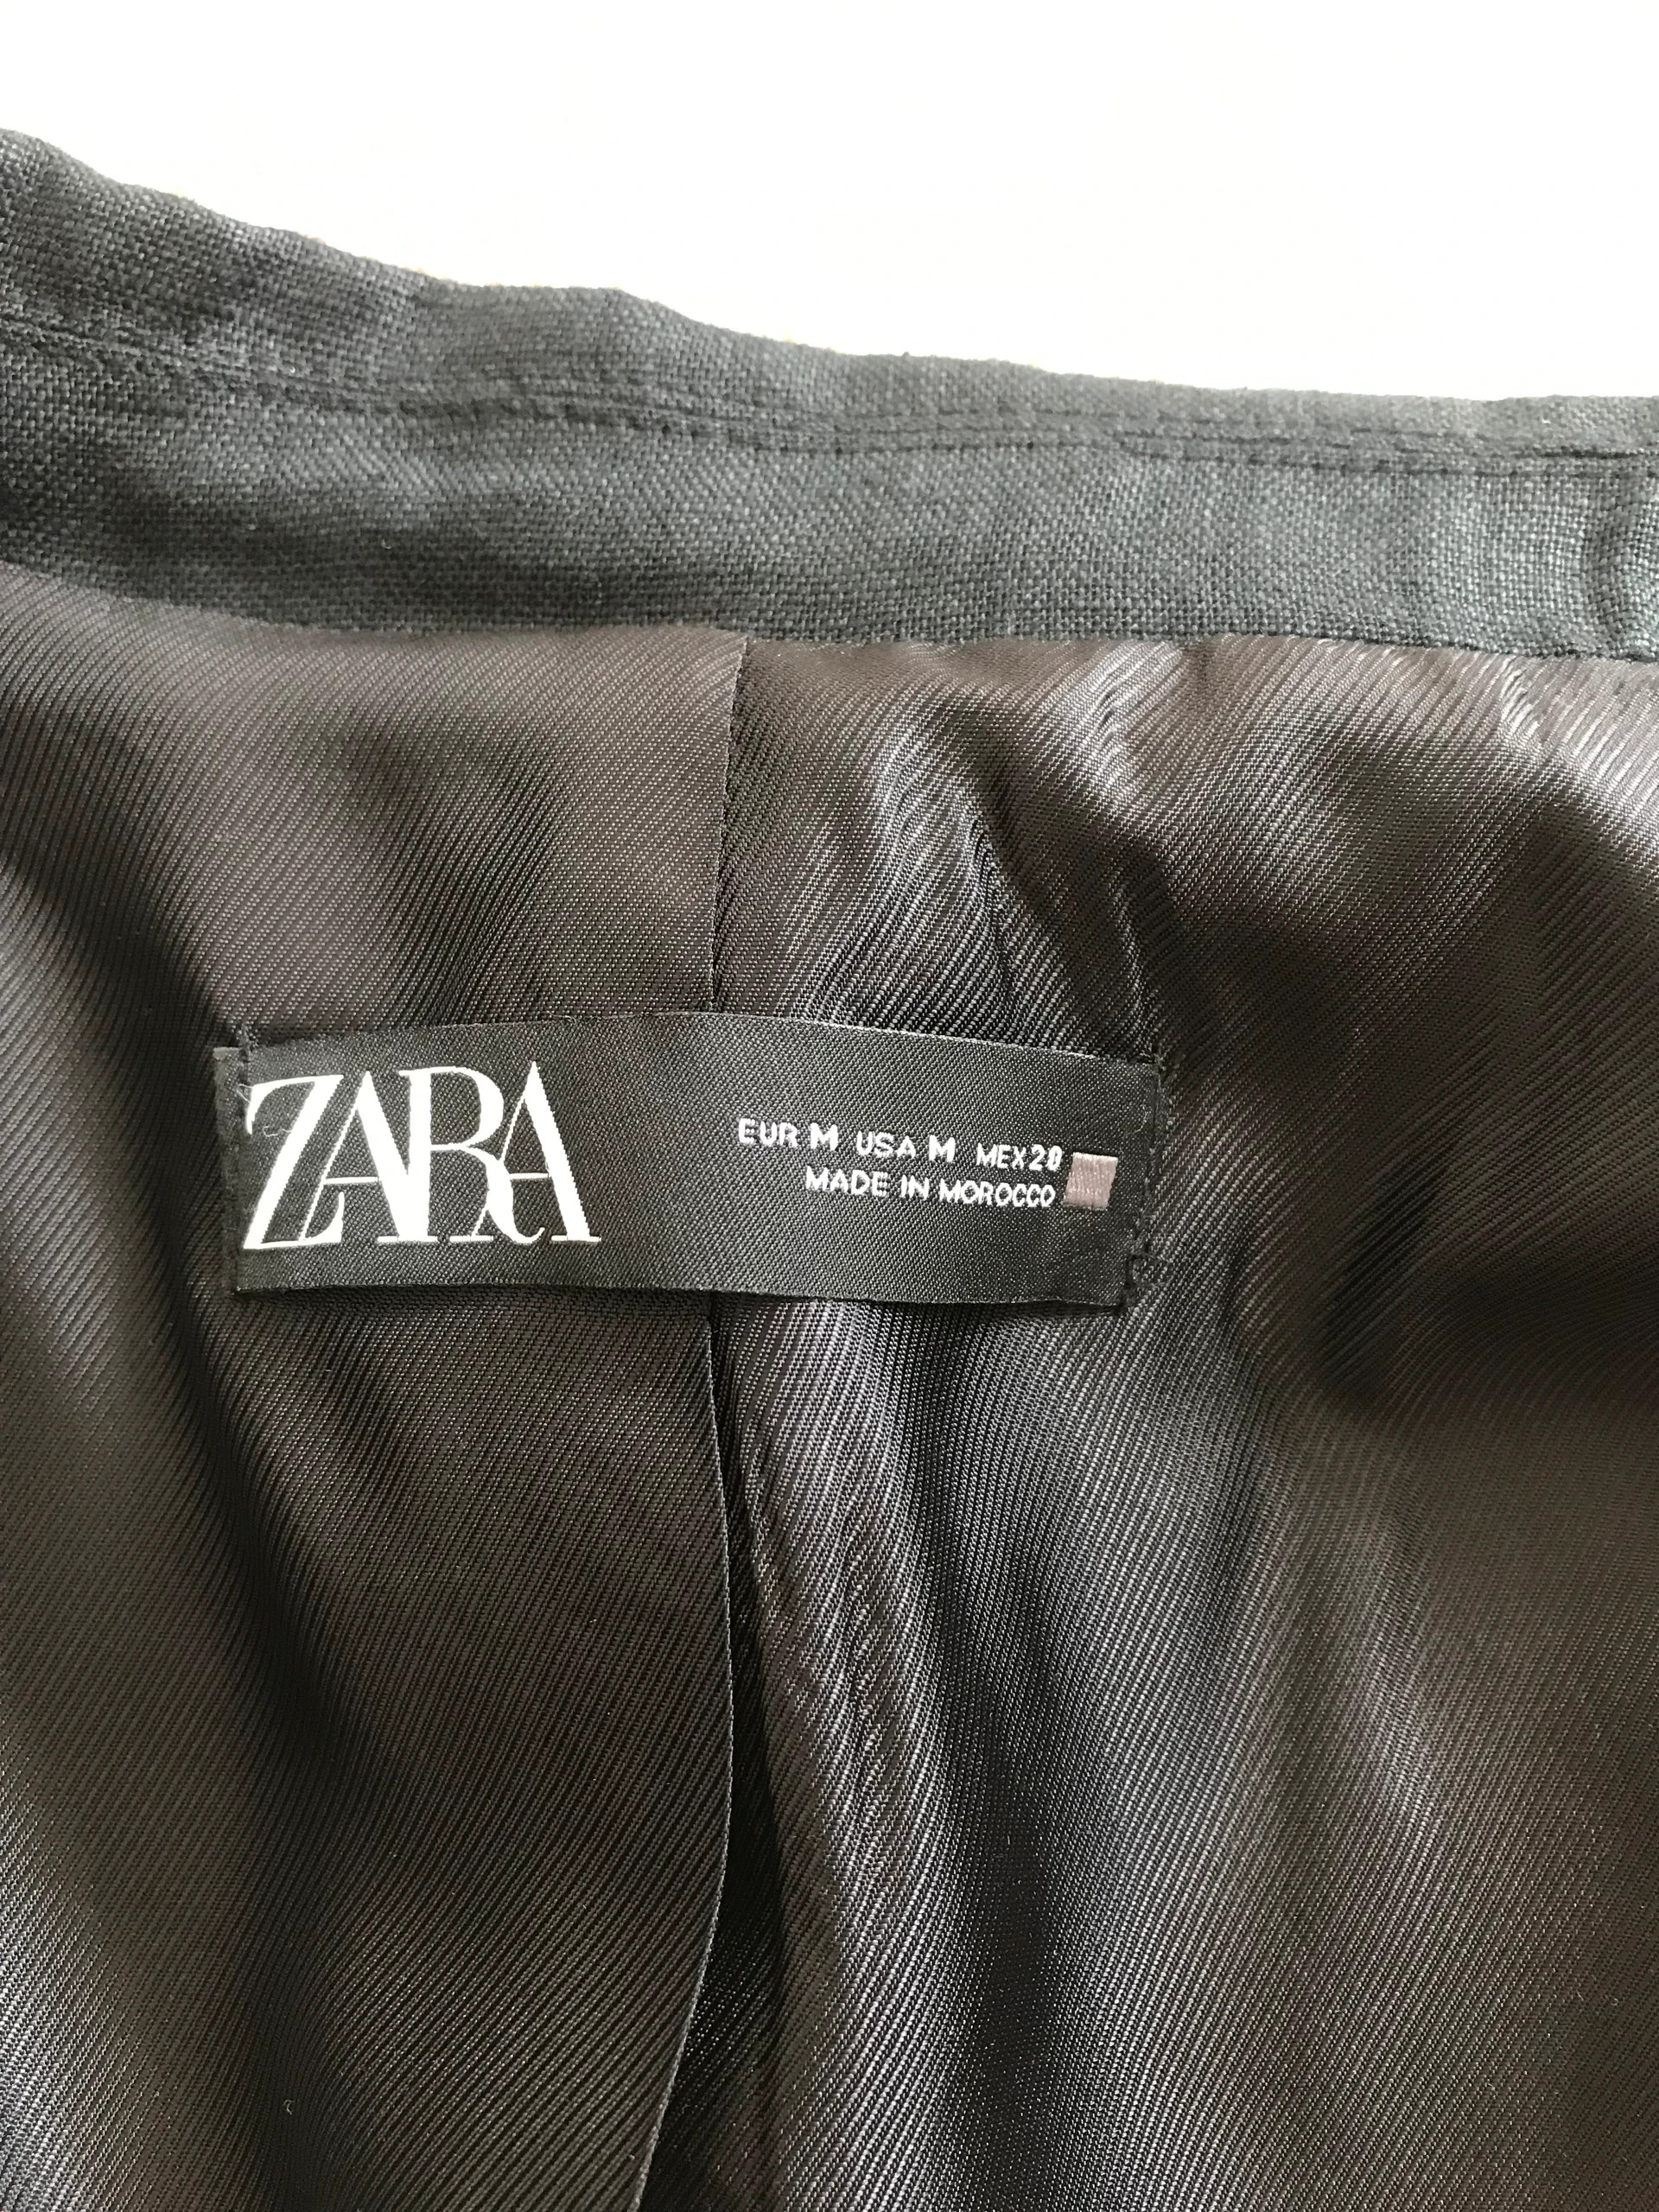 ZARA
EUR M USA M MEX 28
MADE IN MOROCCO